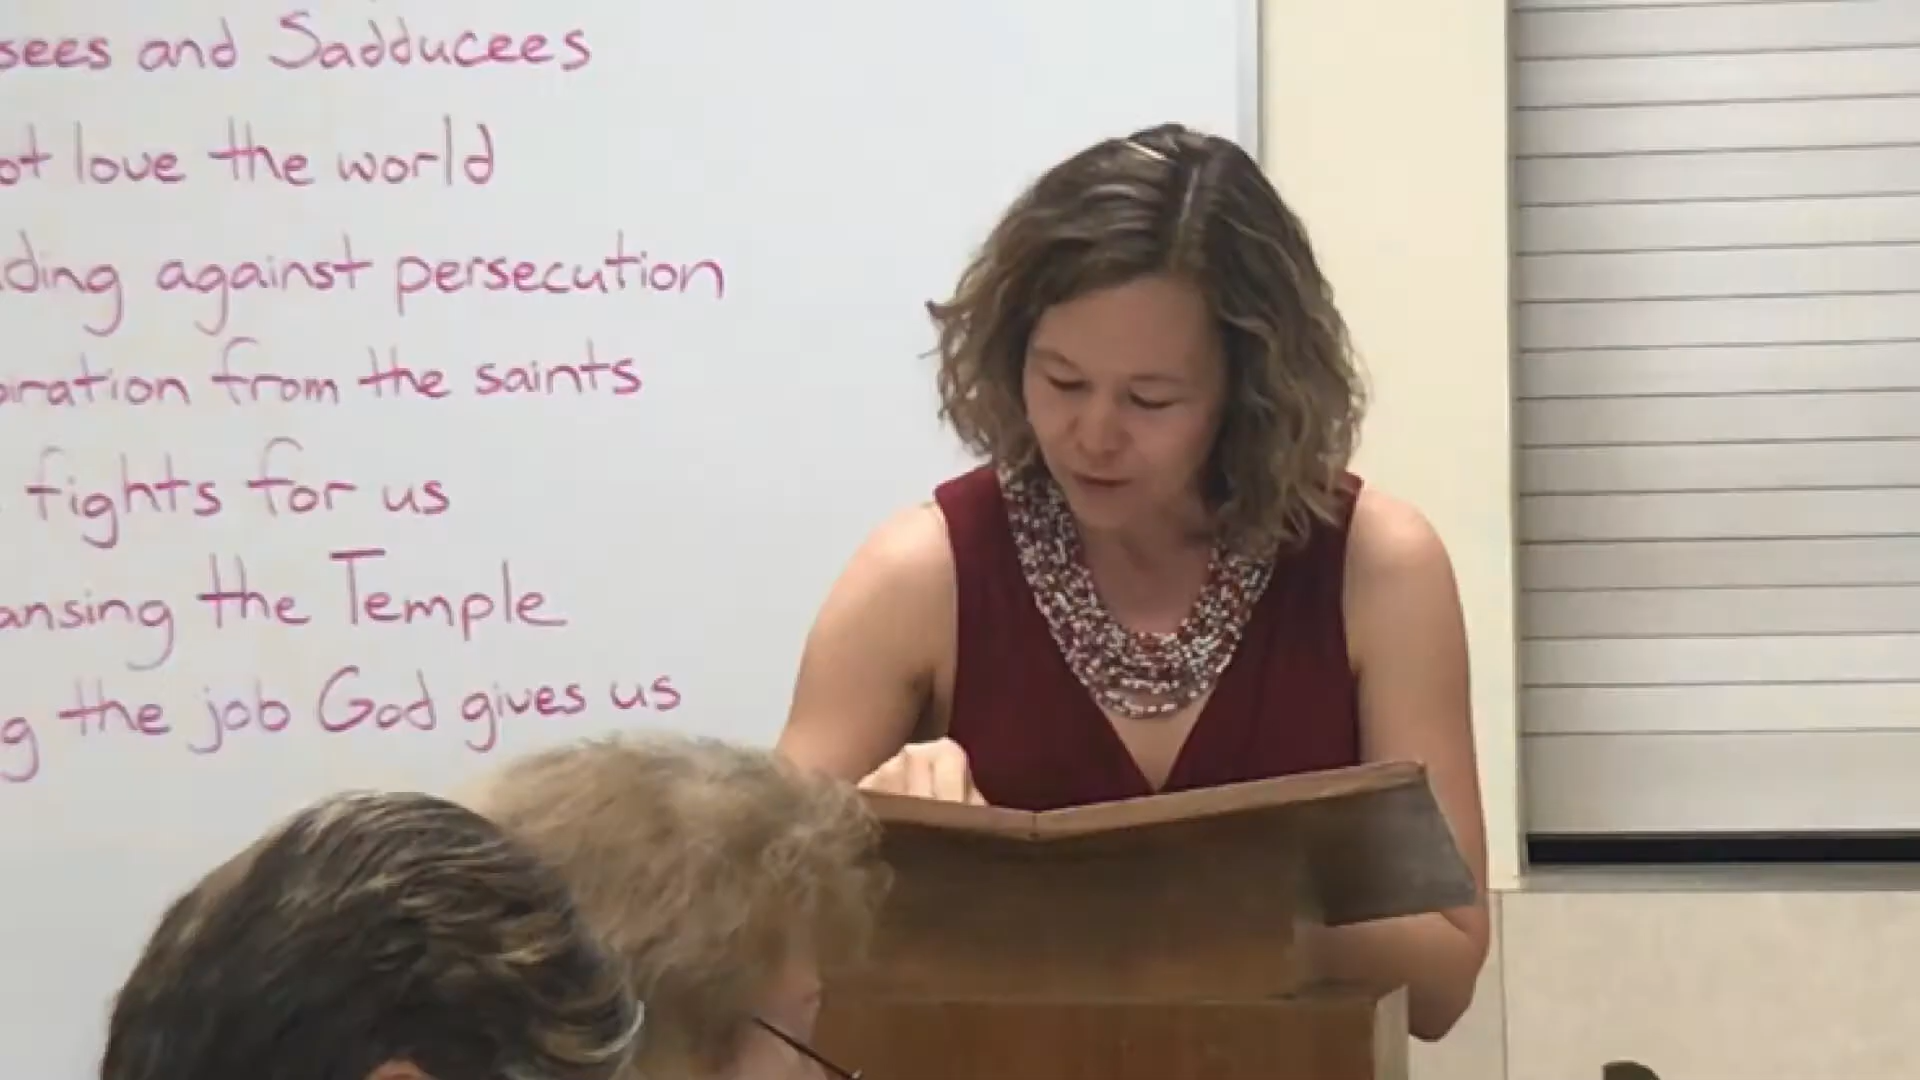 sees and Sadducees
ot love the world
ding against persecution
piration from the saints
fights for us
ansing the Temple
g the job God gives us